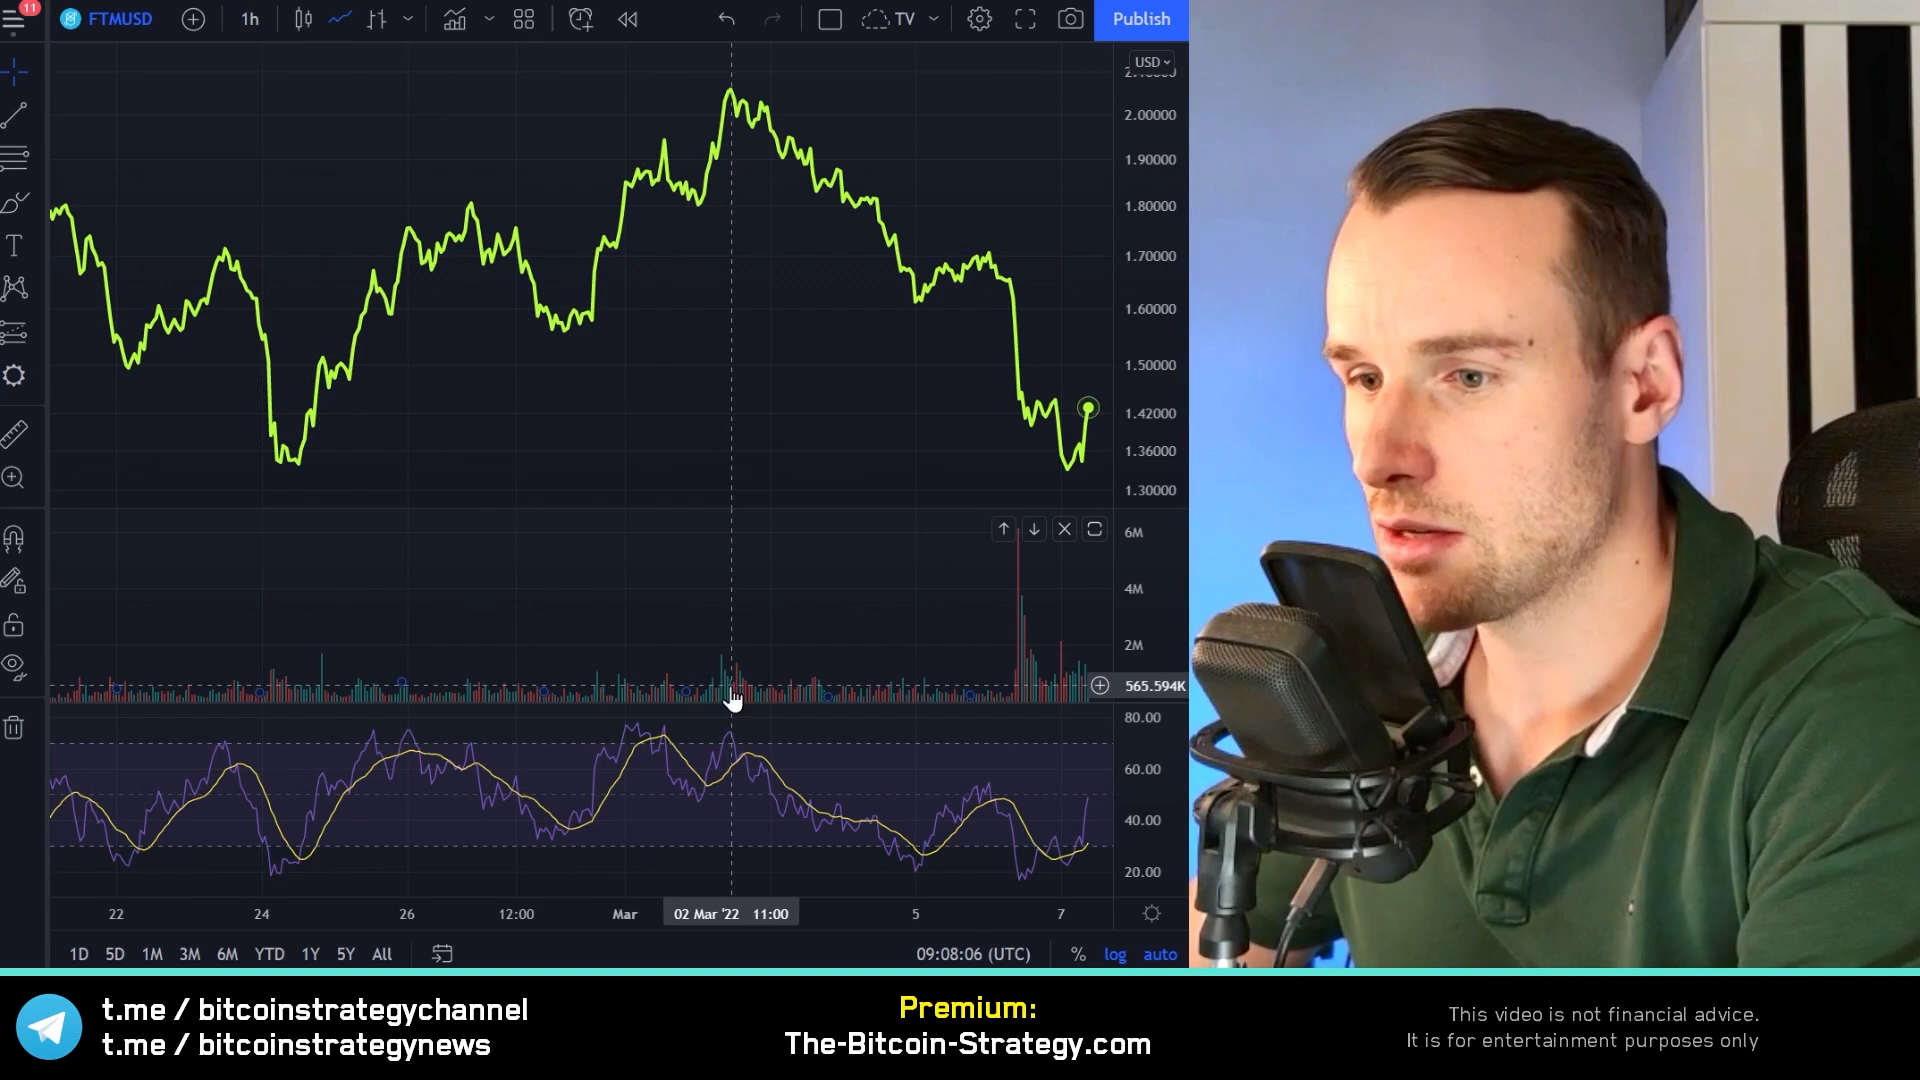 11
FTMUSD
1h
TV
Publish
USD
2.00000
1.90000
1.80000
1.70000
1.60000
1.50000
1.42000
1.36000
1.30000
6M
4M
2M
565.594K
80.00
60.00
40.00
20.00
22
24
26
12:00
Mar
02 Mar '22 11:00
5
7
1D 5D 1M 3M 6M YTD 1Y 5Y All
09:08:06 (UTC)
%
log
auto
t.me / bitcoinstrategychannel
t.me / bitcoinstrategynews
Premium:
The-Bitcoin-Strategy.com
This video is not financial advice.
It is for entertainment purposes only